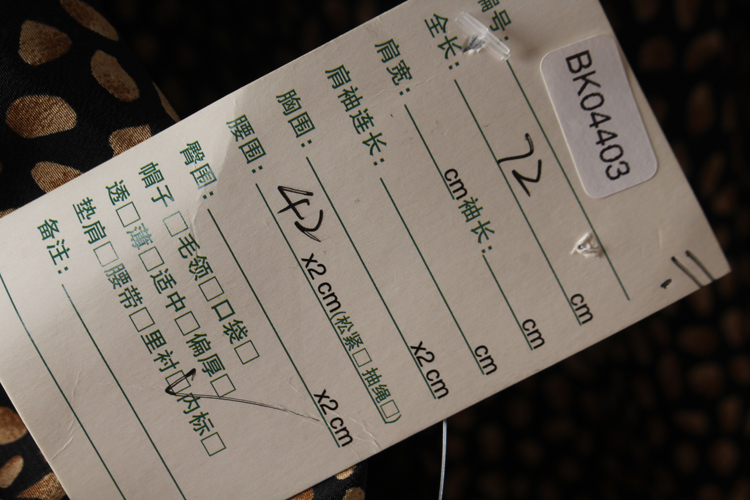 编号: BK04403
全长: 72 cm
肩宽: cm 袖长: cm
肩袖连长: cm
胸围: x2 cm
腰围: 42 x2 cm(松紧□ 抽绳□)
臀围: x2 cm
帽子□ 毛领□ 口袋□
透□ 薄□ 适中□ 偏厚□
垫肩□ 腰带□ 里衬☑ 内标□
备注: